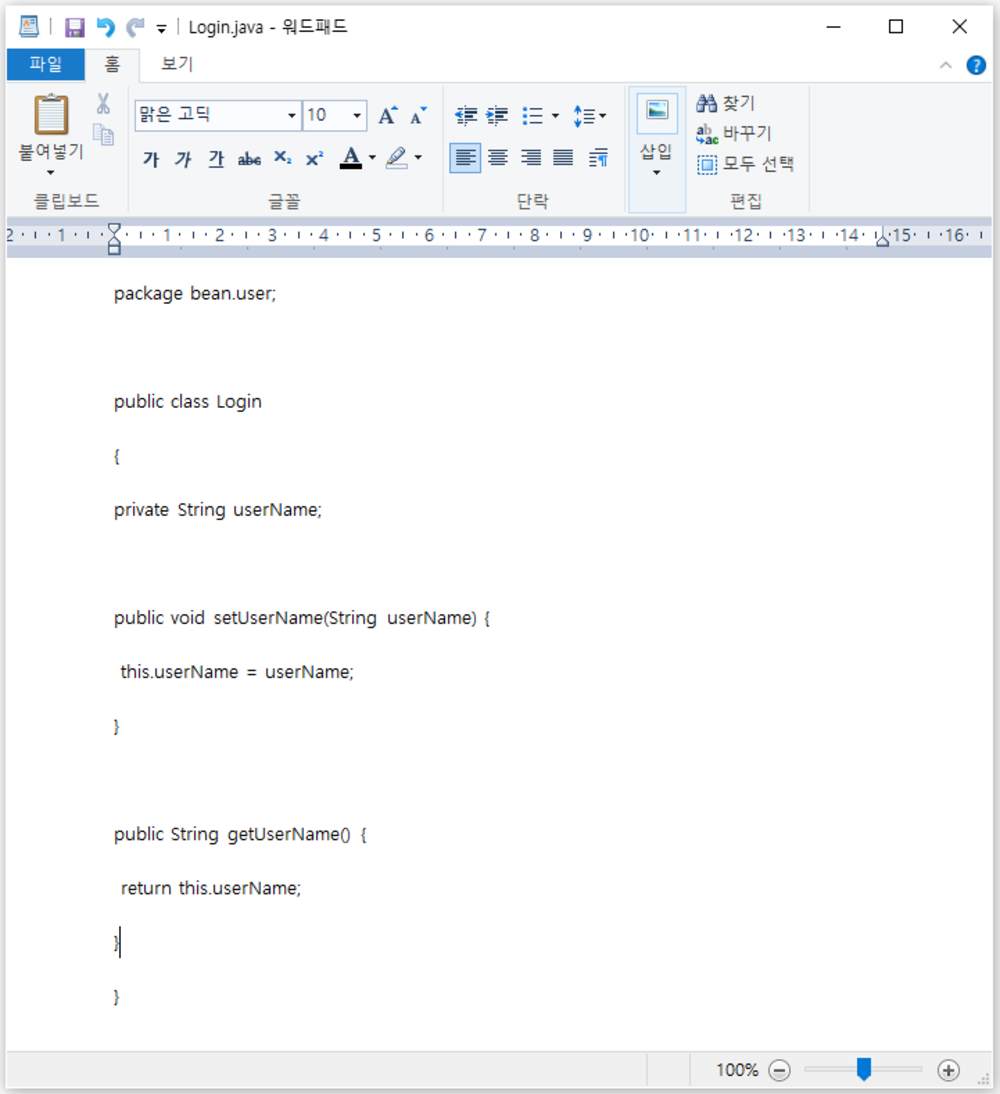 Login.java - 워드패드
파일 홈 보기
붙여넣기
클립보드
맑은 고딕 10
가 가 가 abc X₂ X² A
글꼴
단락
삽입
찾기
바꾸기
모두 선택
편집
2 1 1 2 3 4 5 6 7 8 9 10 11 12 13 14 15 16
package bean.user;
public class Login
{
private String userName;
public void setUserName(String userName) {
this.userName = userName;
}
public String getUserName() {
return this.userName;
}
}
100%